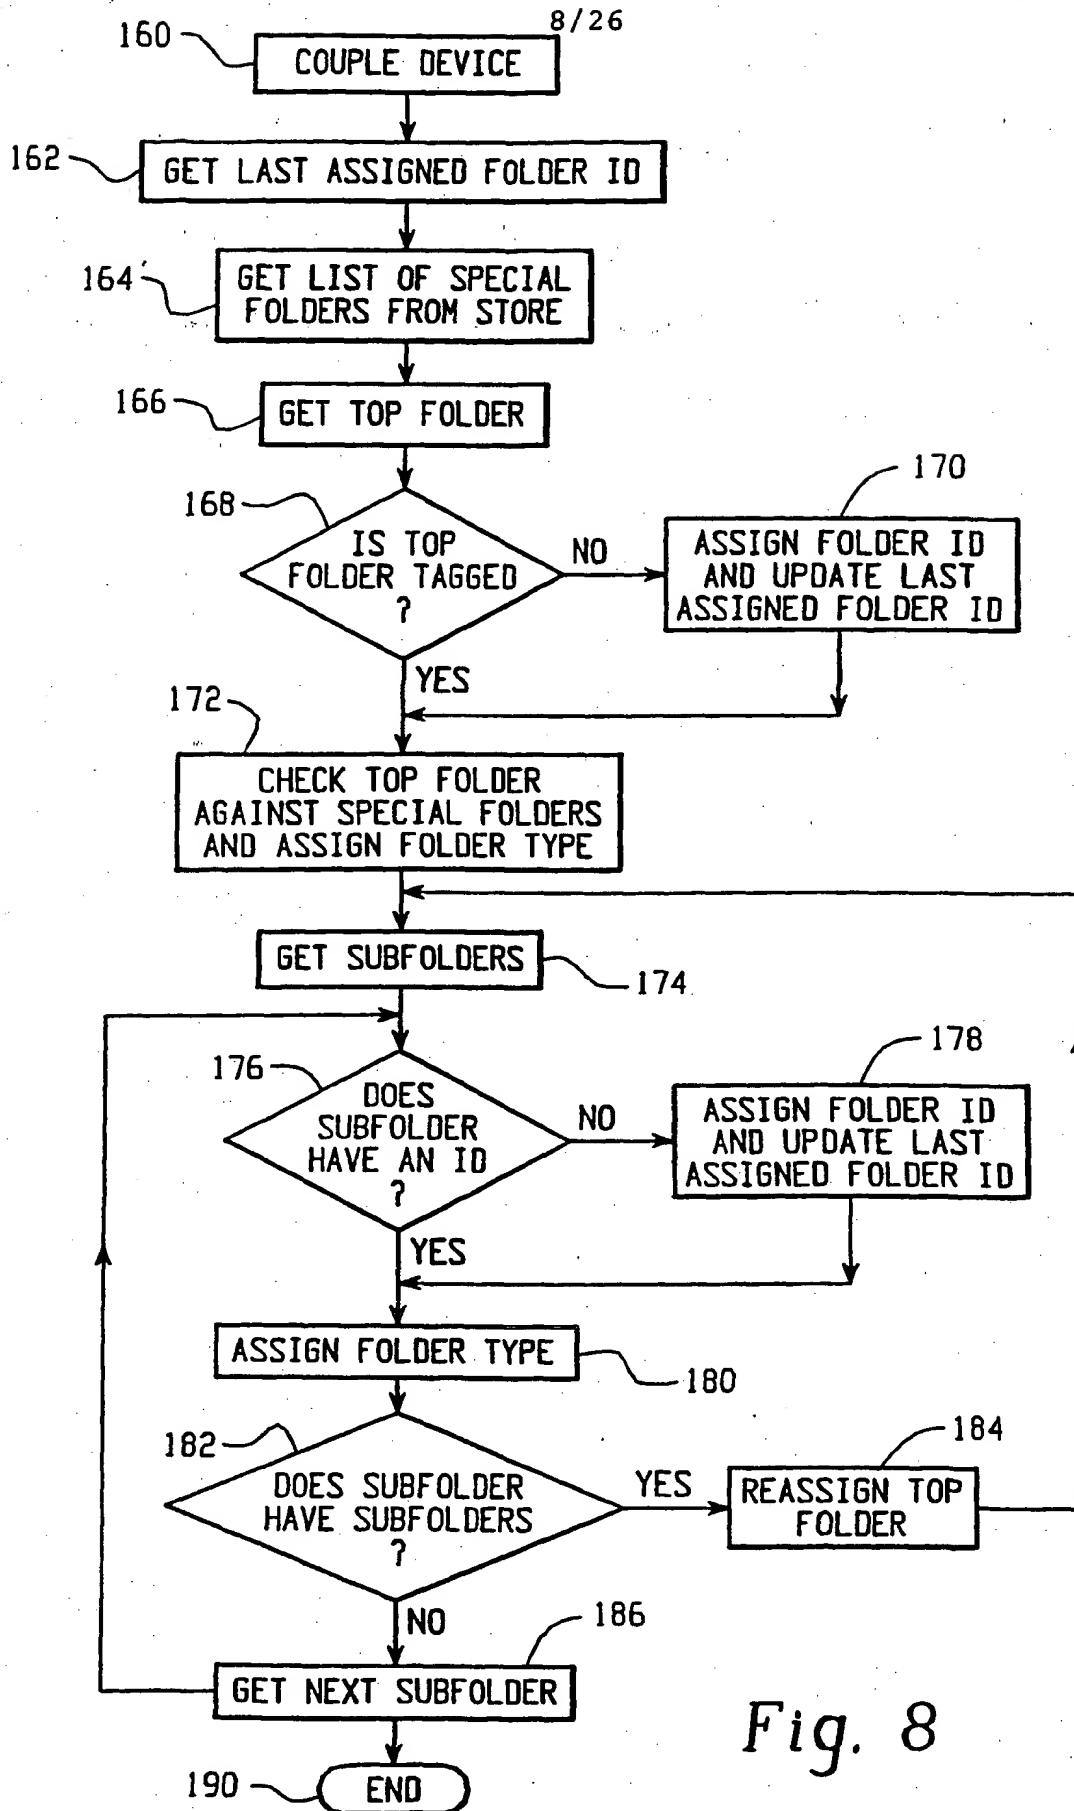 8/26
160
COUPLE DEVICE
162
GET LAST ASSIGNED FOLDER ID
164
GET LIST OF SPECIAL
FOLDERS FROM STORE
166
GET TOP FOLDER
168
IS TOP
FOLDER TAGGED
?
NO
170
ASSIGN FOLDER ID
AND UPDATE LAST
ASSIGNED FOLDER ID
YES
172
CHECK TOP FOLDER
AGAINST SPECIAL FOLDERS
AND ASSIGN FOLDER TYPE
GET SUBFOLDERS
174
176
DOES
SUBFOLDER
HAVE AN ID
?
NO
178
ASSIGN FOLDER ID
AND UPDATE LAST
ASSIGNED FOLDER ID
YES
ASSIGN FOLDER TYPE
180
182
DOES SUBFOLDER
HAVE SUBFOLDERS
?
YES
184
REASSIGN TOP
FOLDER
NO
186
GET NEXT SUBFOLDER
190
END
Fig. 8